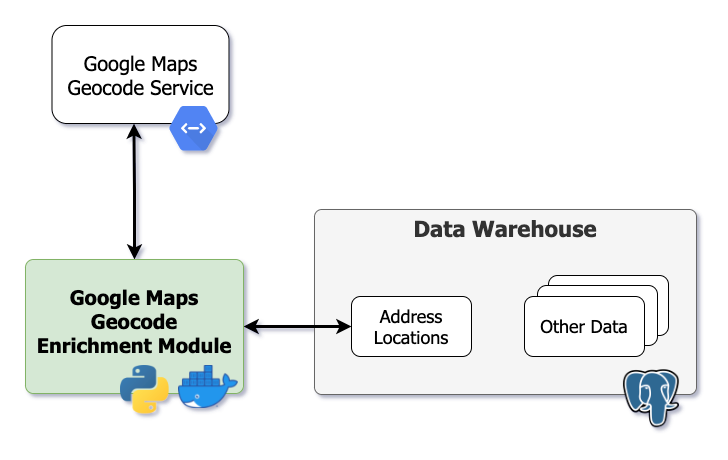 Google Maps
Geocode Service
Data Warehouse
Google Maps
Geocode
Enrichment Module
Address
Locations
Other Data